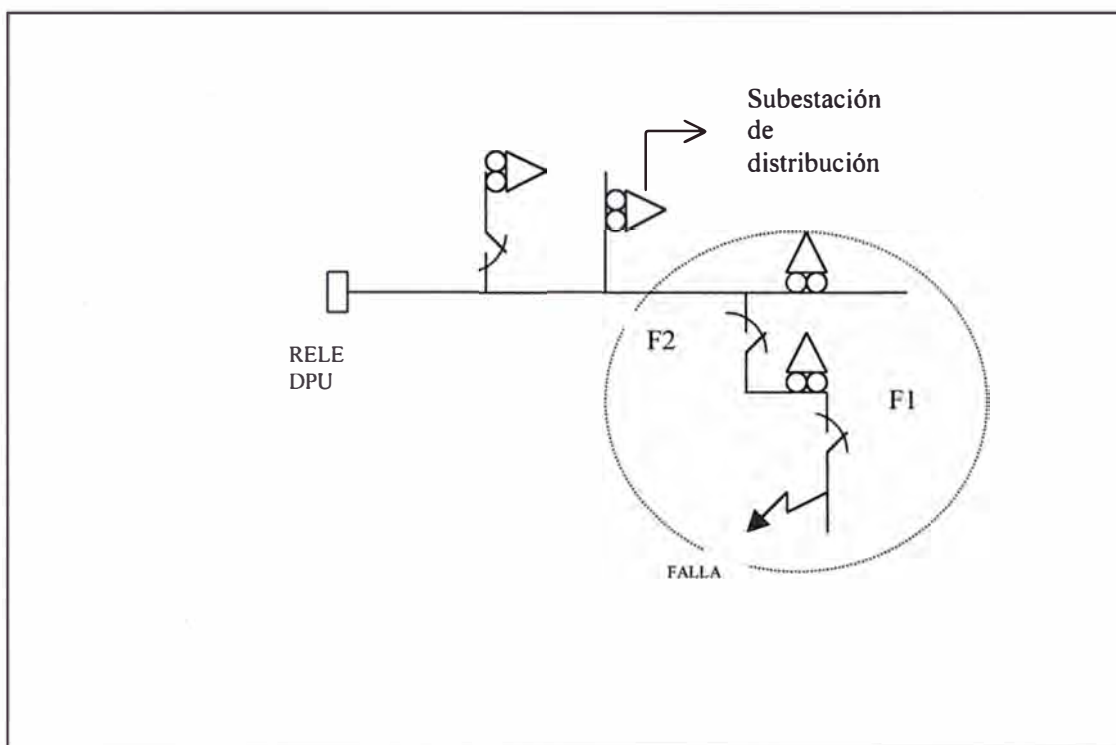 Subestación
de
distribución
F2
RELE
DPU
F1
FALLA